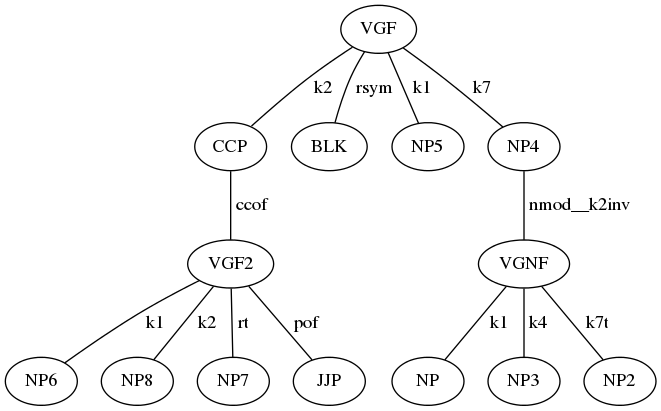 VGF
k2 rsym k1 k7
CCP BLK NP5 NP4
ccof nmod__k2inv
VGF2 VGNF
k1 k2 rt pof k1 k4 k7t
NP6 NP8 NP7 JJP NP NP3 NP2